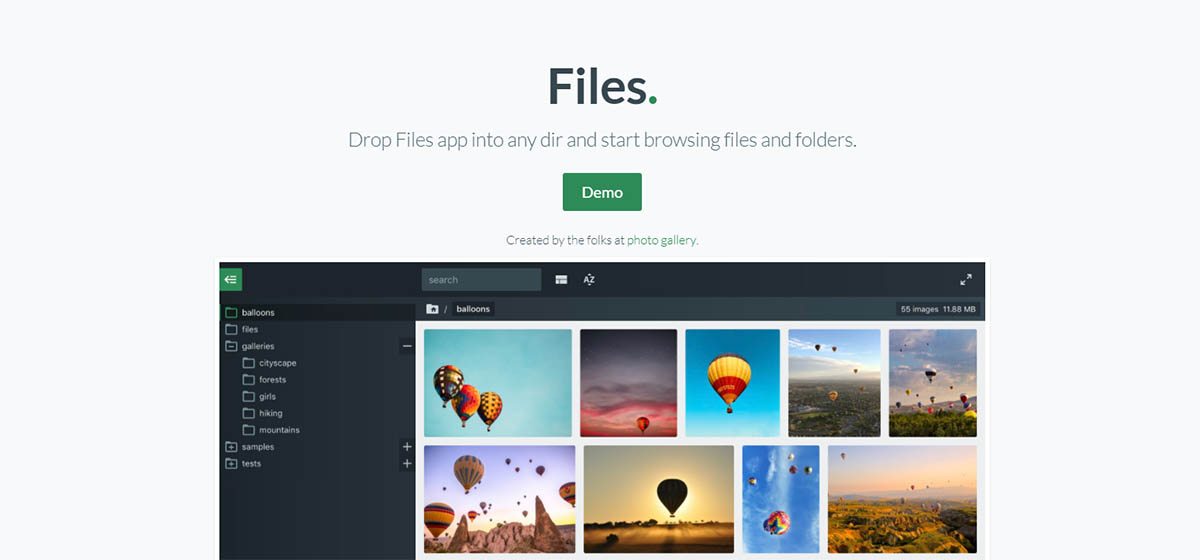 Files.
Drop Files app into any dir and start browsing files and folders.
Demo
Created by the folks at photo gallery.
search
AZ
balloons
files
galleries
cityscape
forests
girls
hiking
mountains
samples
tests
/ balloons
55 images 11.88 MB